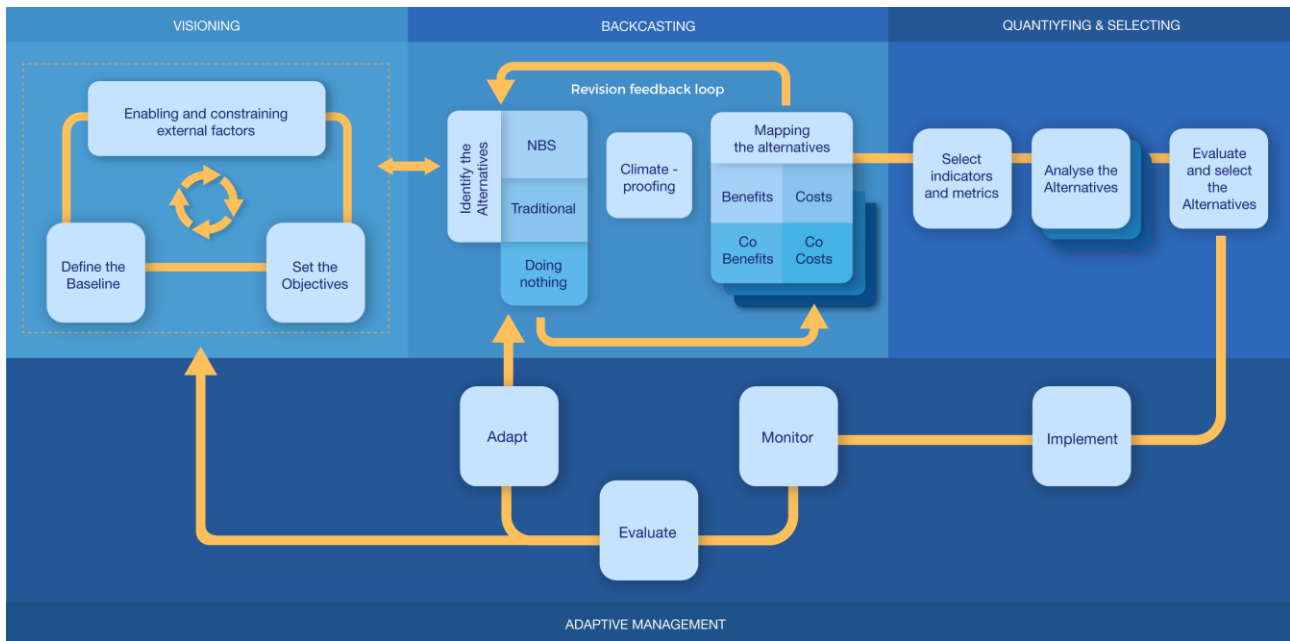 VISIONING
BACKCASTING
QUANTIYFING & SELECTING
Enabling and constraining
external factors
Define the
Baseline
Set the
Objectives
Revision feedback loop
Identify the
Alternatives
NBS
Traditional
Doing
nothing
Climate -
proofing
Mapping
the alternatives
Benefits
Costs
Co
Benefits
Co
Costs
Select
indicators
and metrics
Analyse the
Alternatives
Evaluate
and select
the
Alternatives
Adapt
Evaluate
Monitor
Implement
ADAPTIVE MANAGEMENT